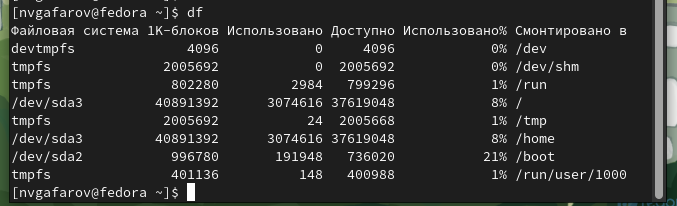 [nvgafarov@fedora ~]$ df
Файловая система 1K-блоков Использовано Доступно Использовано% Смонтировано в
devtmpfs 4096 0 4096 0% /dev
tmpfs 2005692 0 2005692 0% /dev/shm
tmpfs 802280 2984 799296 1% /run
/dev/sda3 40891392 3074616 37619048 8% /
tmpfs 2005692 24 2005668 1% /tmp
/dev/sda3 40891392 3074616 37619048 8% /home
/dev/sda2 996780 191948 736020 21% /boot
tmpfs 401136 148 400988 1% /run/user/1000
[nvgafarov@fedora ~]$